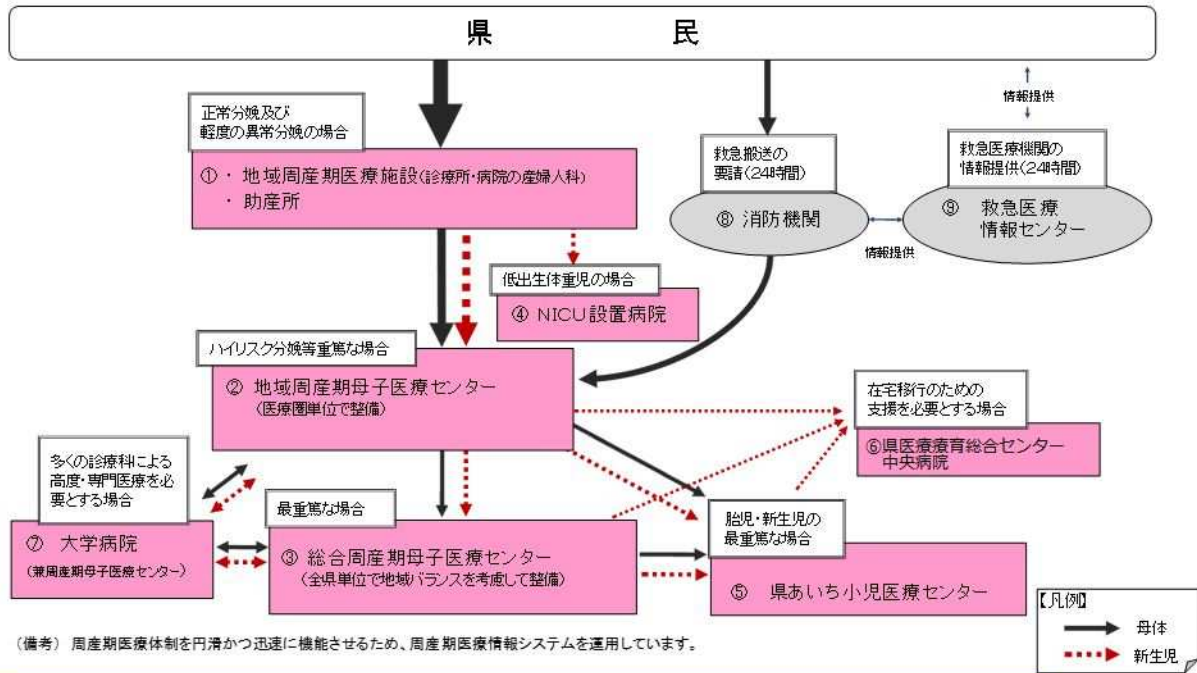 県 民
情報提供
正常分娩及び
軽度の異常分娩の場合
① ・ 地域周産期医療施設(診療所・病院の産婦人科)
・ 助産所
救急搬送の
要請(24時間)
⑧ 消防機関
救急医療機関の
情報提供(24時間)
⑨ 救急医療
情報センター
情報提供
低出生体重児の場合
④ NICU設置病院
ハイリスク分娩等重篤な場合
② 地域周産期母子医療センター
(医療圏単位で整備)
在宅移行のための
支援を必要とする場合
⑥県医療療育総合センター
中央病院
多くの診療科による
高度・専門医療を必
要とする場合
⑦ 大学病院
(兼周産期母子医療センター)
最重篤な場合
③ 総合周産期母子医療センター
(全県単位で地域バランスを考慮して整備)
胎児・新生児の
最重篤な場合
⑤ 県あいち小児医療センター
【凡例】
母体
新生児
(備考) 周産期医療体制を円滑かつ迅速に機能させるため、周産期医療情報システムを運用しています。